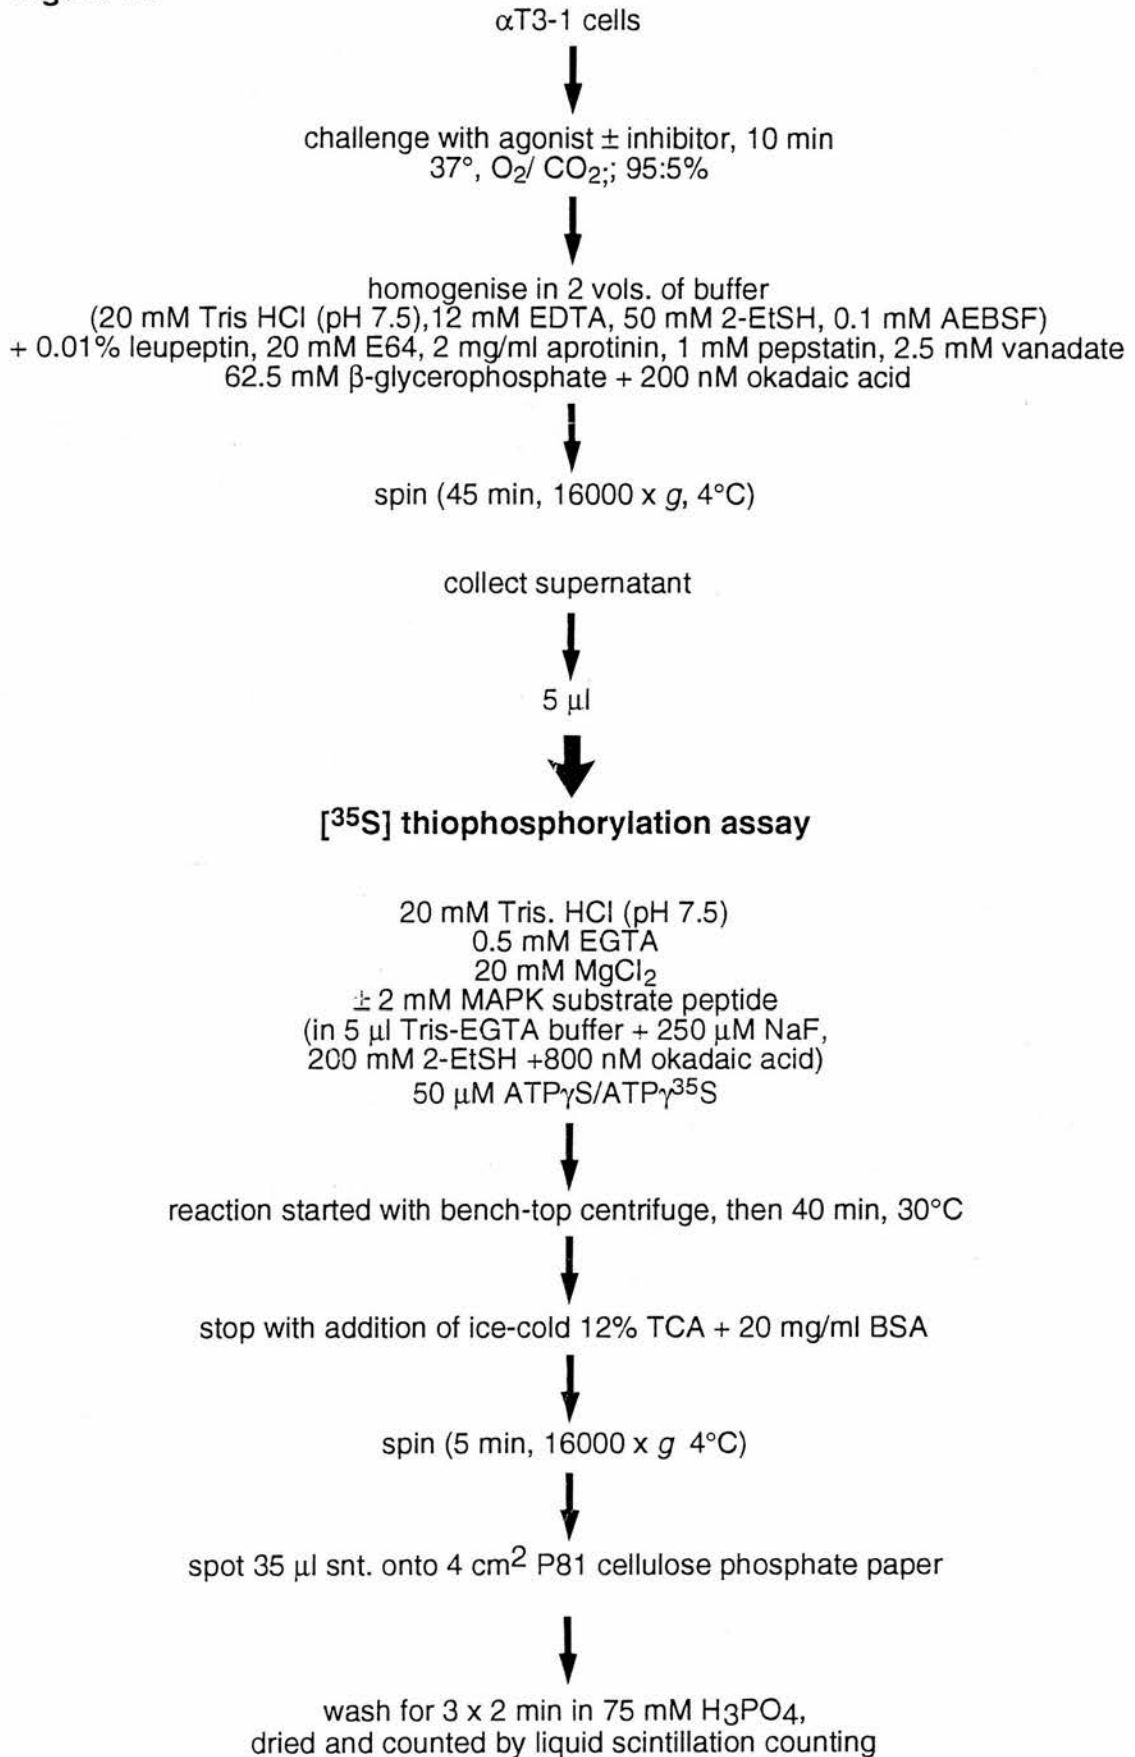 αT3-1 cells
challenge with agonist ± inhibitor, 10 min
37°, O₂/ CO₂;; 95:5%
homogenise in 2 vols. of buffer
(20 mM Tris HCl (pH 7.5),12 mM EDTA, 50 mM 2-EtSH, 0.1 mM AEBSF)
+ 0.01% leupeptin, 20 mM E64, 2 mg/ml aprotinin, 1 mM pepstatin, 2.5 mM vanadate
62.5 mM β-glycerophosphate + 200 nM okadaic acid
spin (45 min, 16000 x g, 4°C)
collect supernatant
5 μl
[³⁵S] thiophosphorylation assay
20 mM Tris. HCl (pH 7.5)
0.5 mM EGTA
20 mM MgCl₂
± 2 mM MAPK substrate peptide
(in 5 μl Tris-EGTA buffer + 250 μM NaF,
200 mM 2-EtSH +800 nM okadaic acid)
50 μM ATPγS/ATPγ³⁵S
reaction started with bench-top centrifuge, then 40 min, 30°C
stop with addition of ice-cold 12% TCA + 20 mg/ml BSA
spin (5 min, 16000 x g 4°C)
spot 35 μl snt. onto 4 cm² P81 cellulose phosphate paper
wash for 3 x 2 min in 75 mM H₃PO₄,
dried and counted by liquid scintillation counting